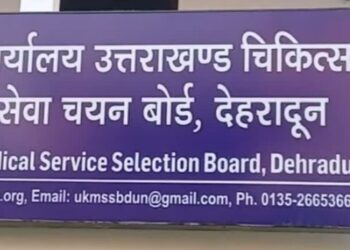 र्यालय उत्तराखण्ड चिकित्स
सेवा चयन बोर्ड, देहरादून
dical Service Selection Board, Dehradu
.org, Email: ukmssbdun@gmail.com, Ph. 0135-2665366